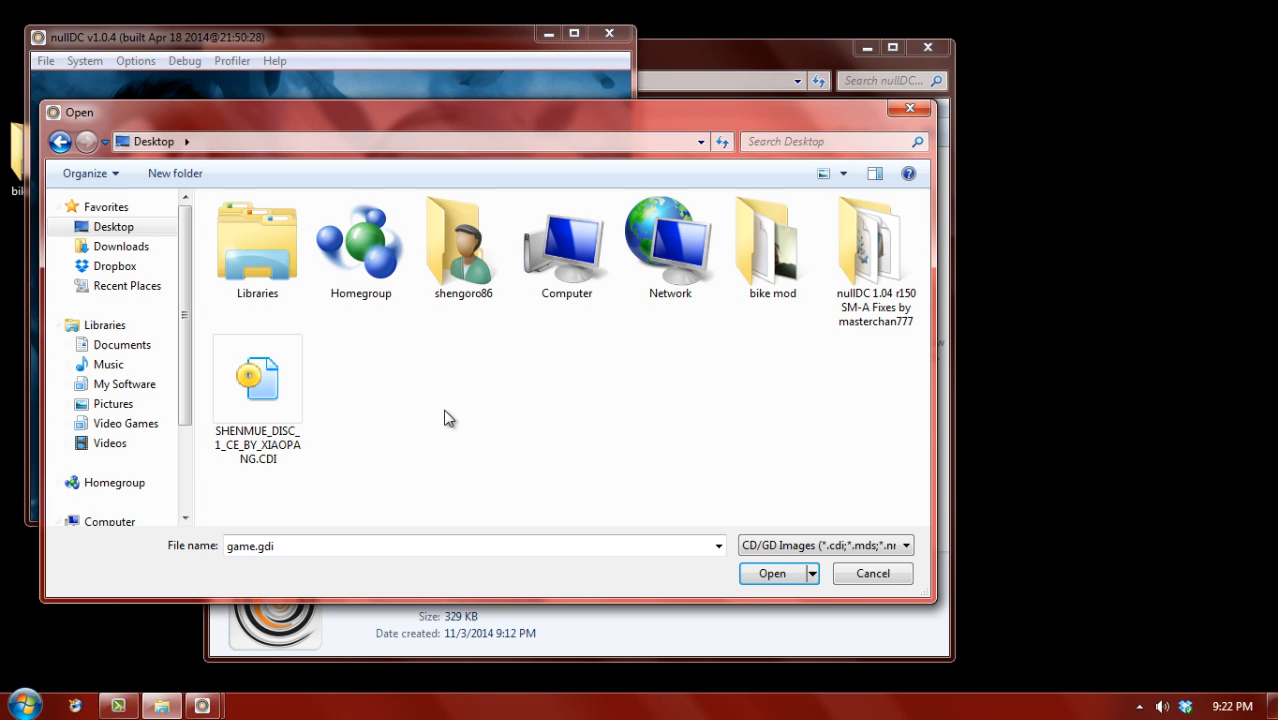 nullDC v1.0.4 (built Apr 18 2014@21:50:28)
File System Options Debug Profiler Help
Search nullDC...
Open
Desktop
Search Desktop
Organize New folder
Favorites
Desktop
Downloads
Dropbox
Recent Places
Libraries
Documents
Music
My Software
Pictures
Video Games
Videos
Homegroup
Computer
Libraries
Homegroup
shengoro86
Computer
Network
bike mod
nullDC 1.04 r150
SM-A Fixes by
masterchan777
SHENMUE_DISC_
1_CE_BY_XIAOPA
NG.CDI
File name: game.gdi
CD/GD Images (*.cdi;*.mds;*.nr
Open Cancel
Size: 329 KB
Date created: 11/3/2014 9:12 PM
9:22 PM